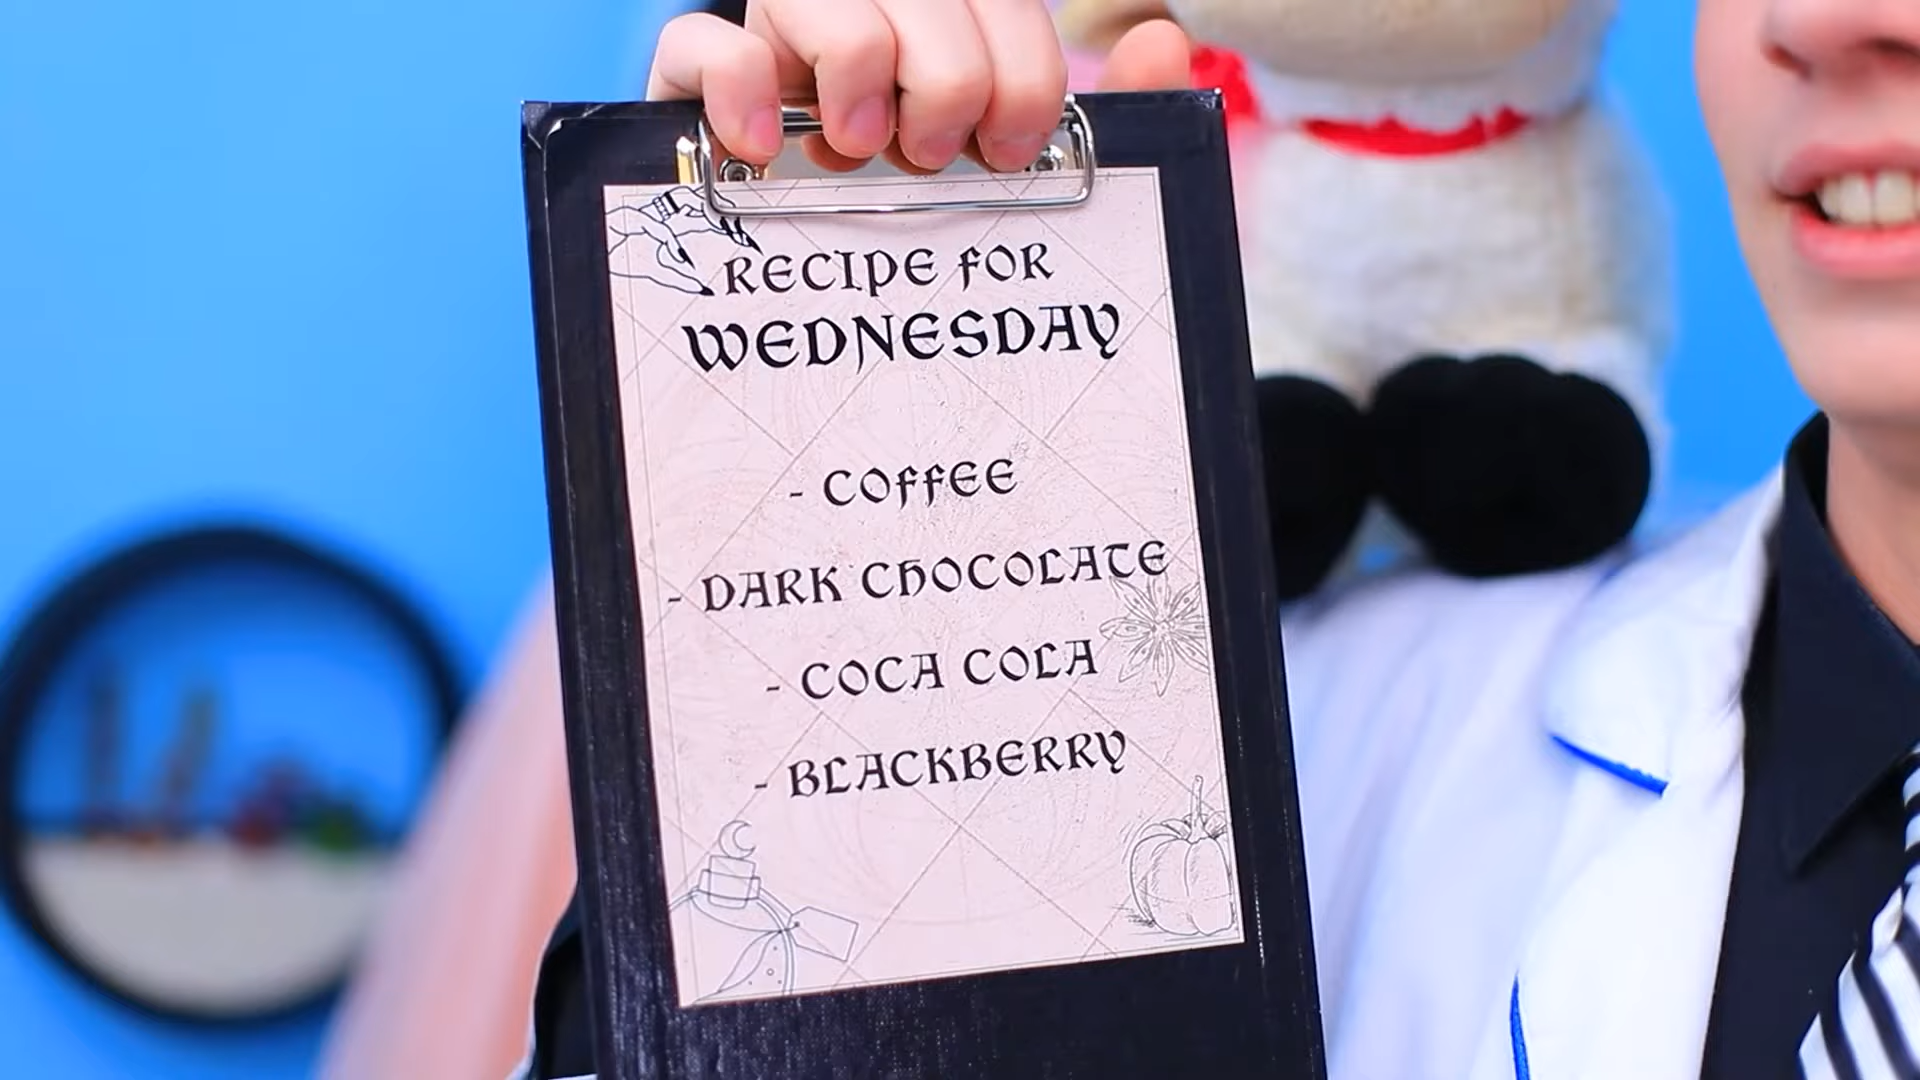 RECIPE FOR
WEDNESDAY
- COFFEE
- DARK CHOCOLATE
- COCA COLA
- BLACKBERRY